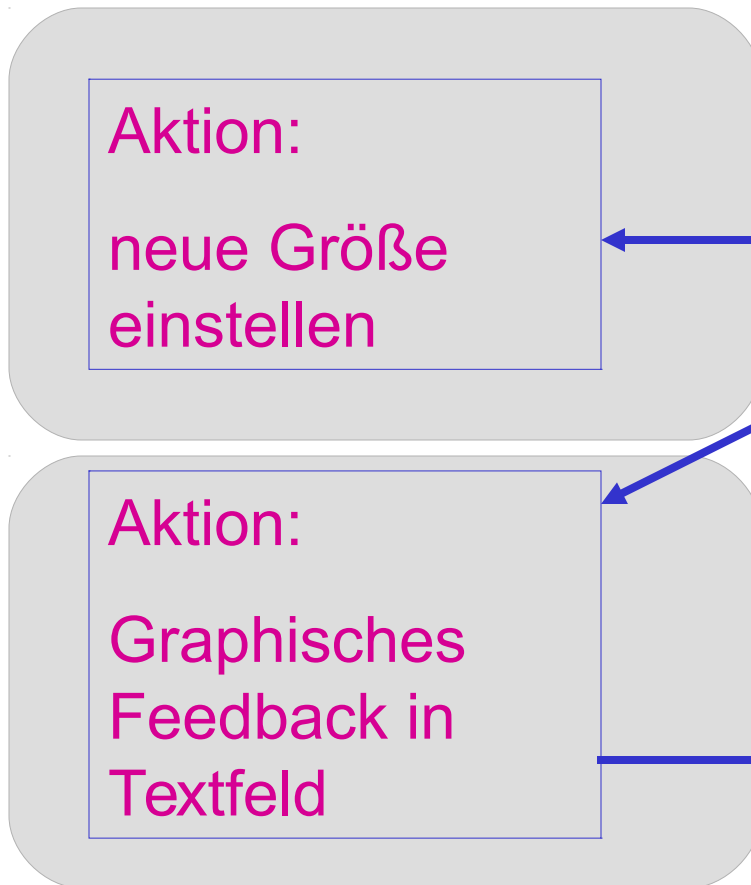 Aktion:
neue Größe
einstellen
Aktion:
Graphisches
Feedback in
Textfeld